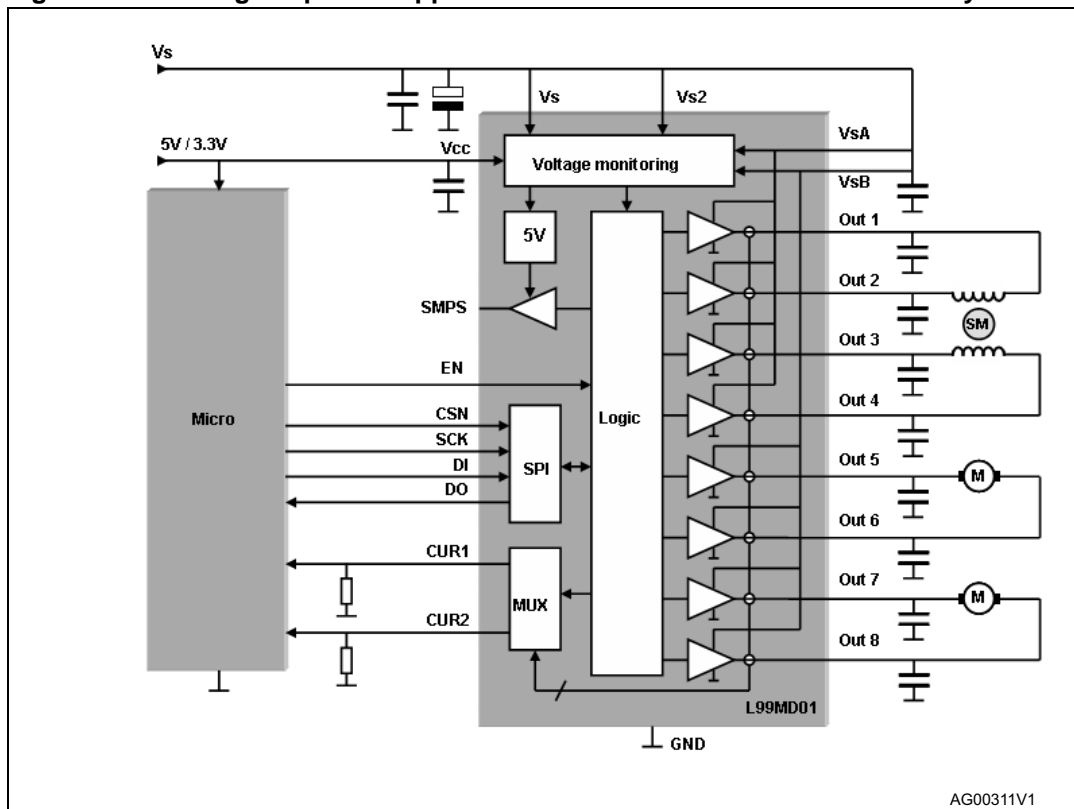 Vs
Vs
Vs2
VsA
5V / 3.3V
Vcc
Voltage monitoring
VsB
Out 1
5V
Out 2
SMPS
SM
Out 3
EN
Out 4
Micro
CSN
Logic
SCK
Out 5
DI
SPI
M
DO
Out 6
CUR1
Out 7
MUX
M
CUR2
Out 8
L99MD01
GND
AG00311V1